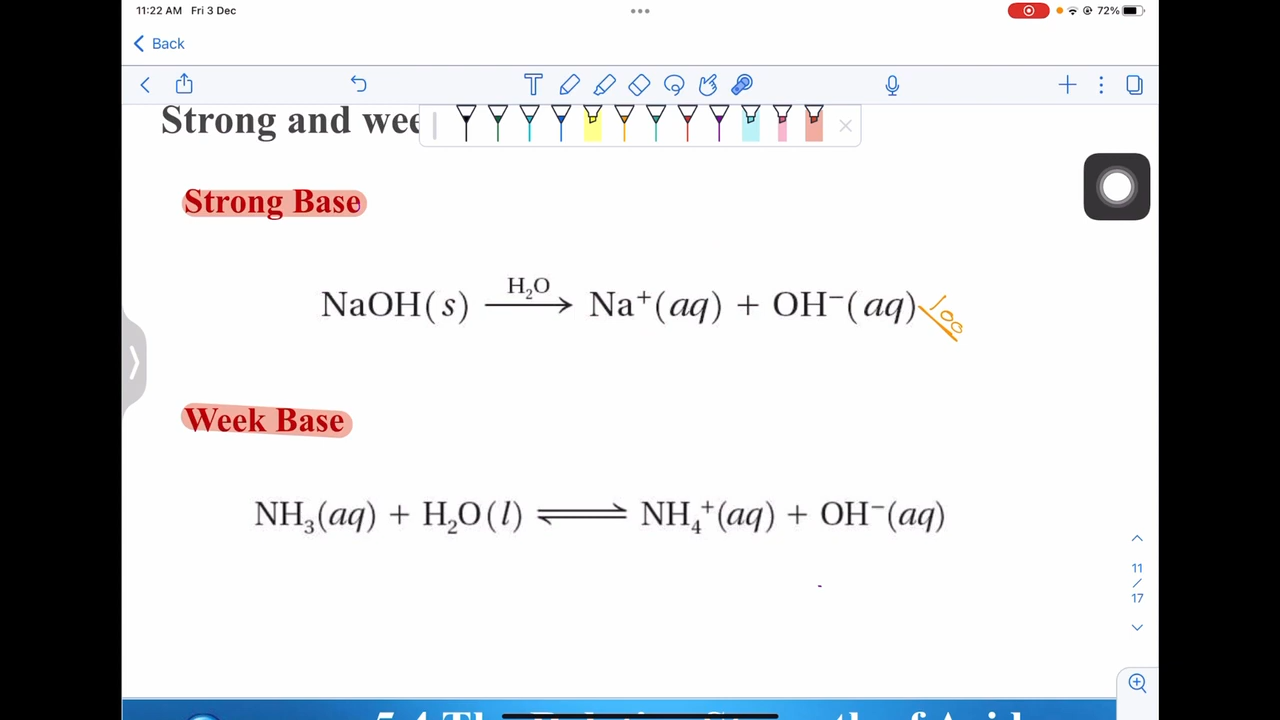 11:22 AM Fri 3 Dec
72%
Back
Strong and wee
Strong Base
NaOH(s) —H₂O→ Na⁺(aq) + OH⁻(aq) 100
Week Base
NH₃(aq) + H₂O(l) ⇌ NH₄⁺(aq) + OH⁻(aq)
11
/
17